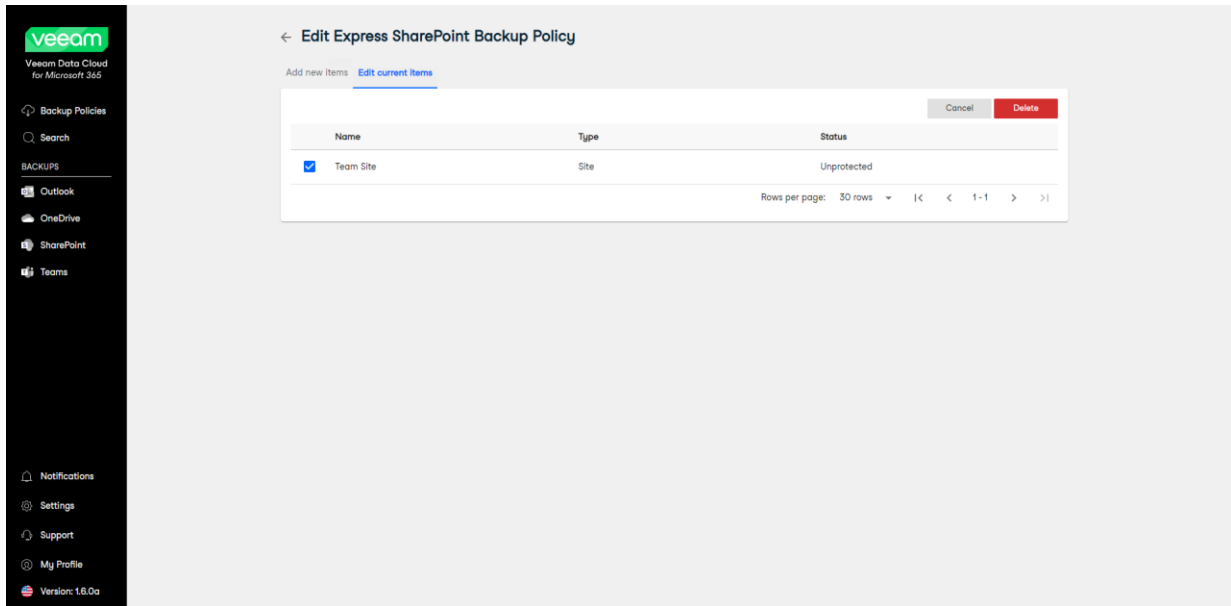 veeam
Veeam Data Cloud
for Microsoft 365
Backup Policies
Search
BACKUPS
Outlook
OneDrive
SharePoint
Teams
Notifications
Settings
Support
My Profile
Version: 1.6.0a
Edit Express SharePoint Backup Policy
Add new items Edit current items
Cancel Delete
Name Type Status
Team Site Site Unprotected
Rows per page: 30 rows 1-1